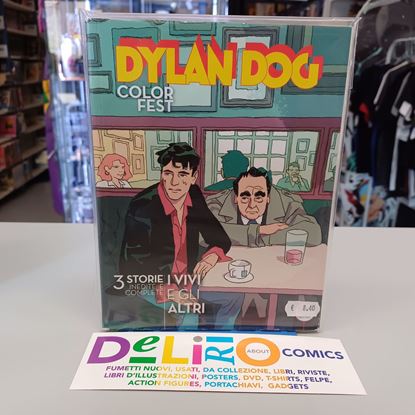 DYLAN DOG
COLOR
FEST
3 STORIE
INEDITE E
COMPLETE
I VIVI
E GLI
ALTRI
€ 8,40
DeLiRiO ABOUT COMICS
FUMETTI NUOVI, USATI, DA COLLEZIONE, LIBRI, RIVISTE,
LIBRI D'ILLUSTRAZIONI, POSTERS, DVD, T-SHIRTS, FELPE,
ACTION FIGURES, PORTACHIAVI, GADGETS